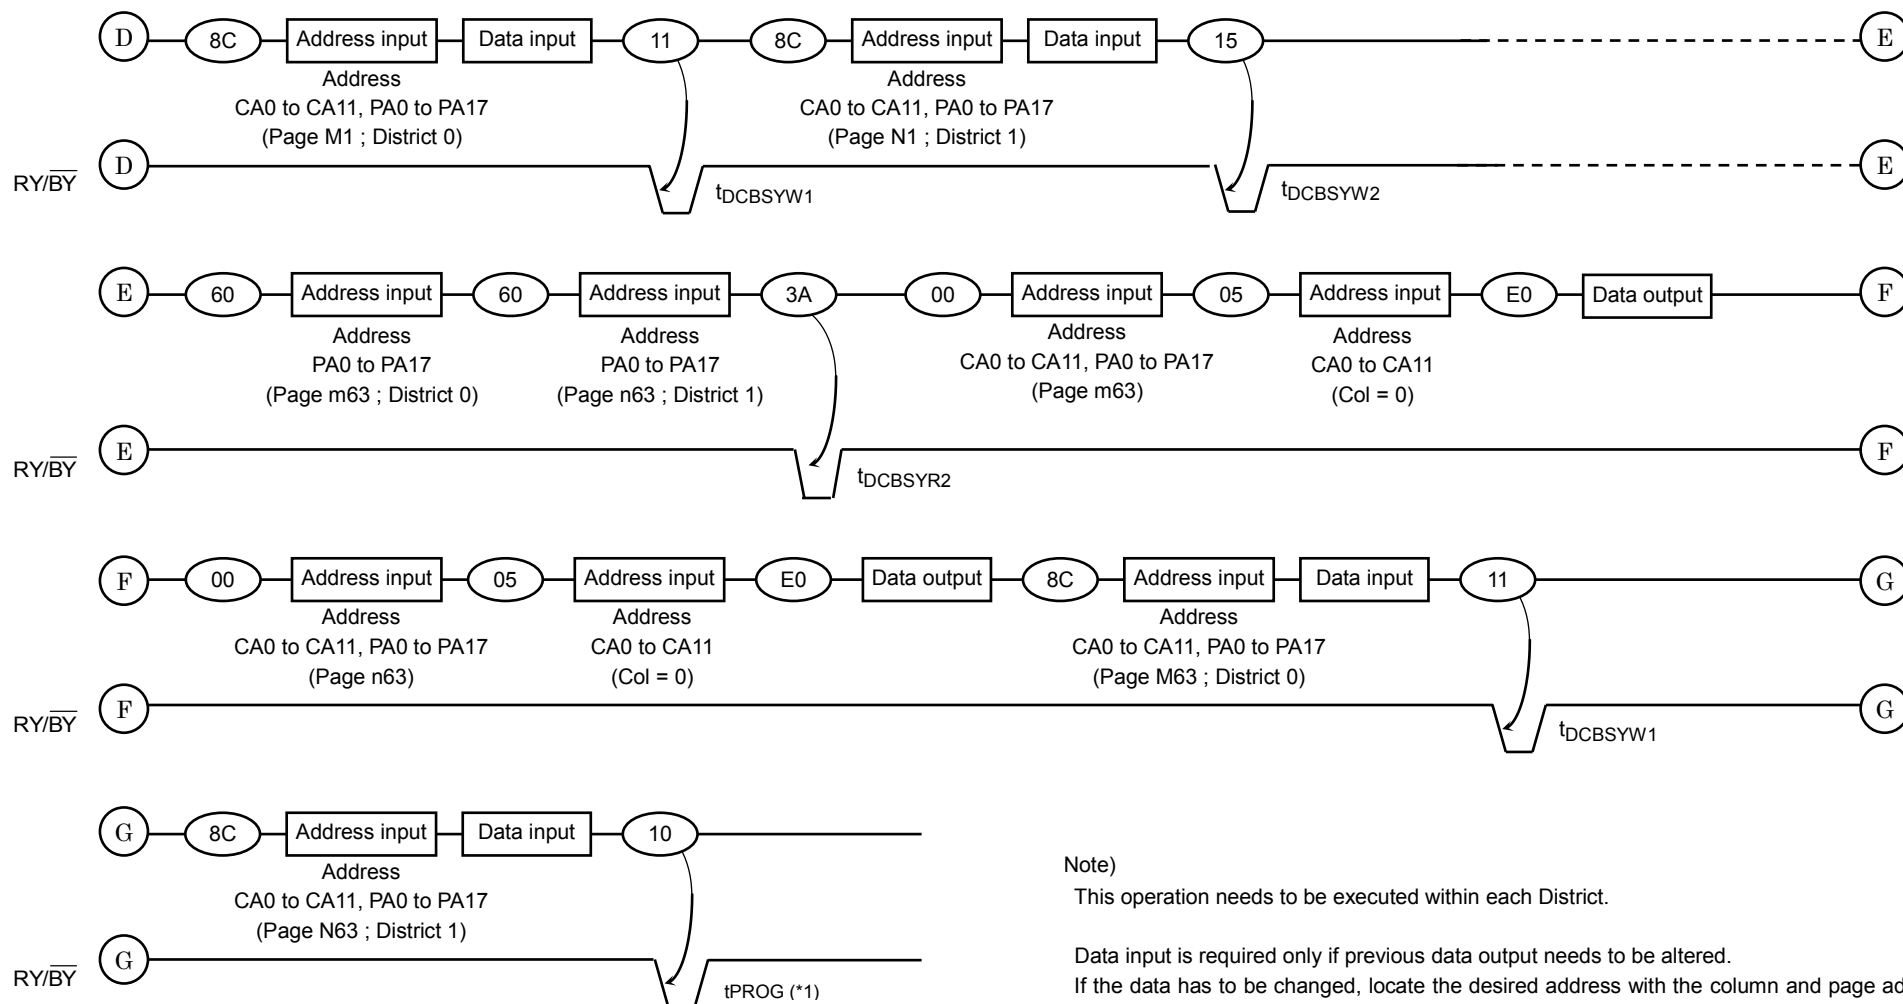 D 8C Address input Data input 11 8C Address input Data input 15 E
Address Address
CA0 to CA11, PA0 to PA17 CA0 to CA11, PA0 to PA17
(Page M1 ; District 0) (Page N1 ; District 1)
RY/BY D tDCBSYW1 tDCBSYW2 E
E 60 Address input 60 Address input 3A 00 Address input 05 Address input E0 Data output F
Address Address Address Address
PA0 to PA17 PA0 to PA17 CA0 to CA11, PA0 to PA17 CA0 to CA11
(Page m63 ; District 0) (Page n63 ; District 1) (Page m63) (Col = 0)
RY/BY E tDCBSYR2 F
F 00 Address input 05 Address input E0 Data output 8C Address input Data input 11 G
Address Address Address
CA0 to CA11, PA0 to PA17 CA0 to CA11 CA0 to CA11, PA0 to PA17
(Page n63) (Col = 0) (Page M63 ; District 0)
RY/BY F tDCBSYW1 G
G 8C Address input Data input 10
Address
CA0 to CA11, PA0 to PA17
(Page N63 ; District 1)
RY/BY G tPROG (*1)
Note)
This operation needs to be executed within each District.
Data input is required only if previous data output needs to be altered.
If the data has to be changed, locate the desired address with the column and page